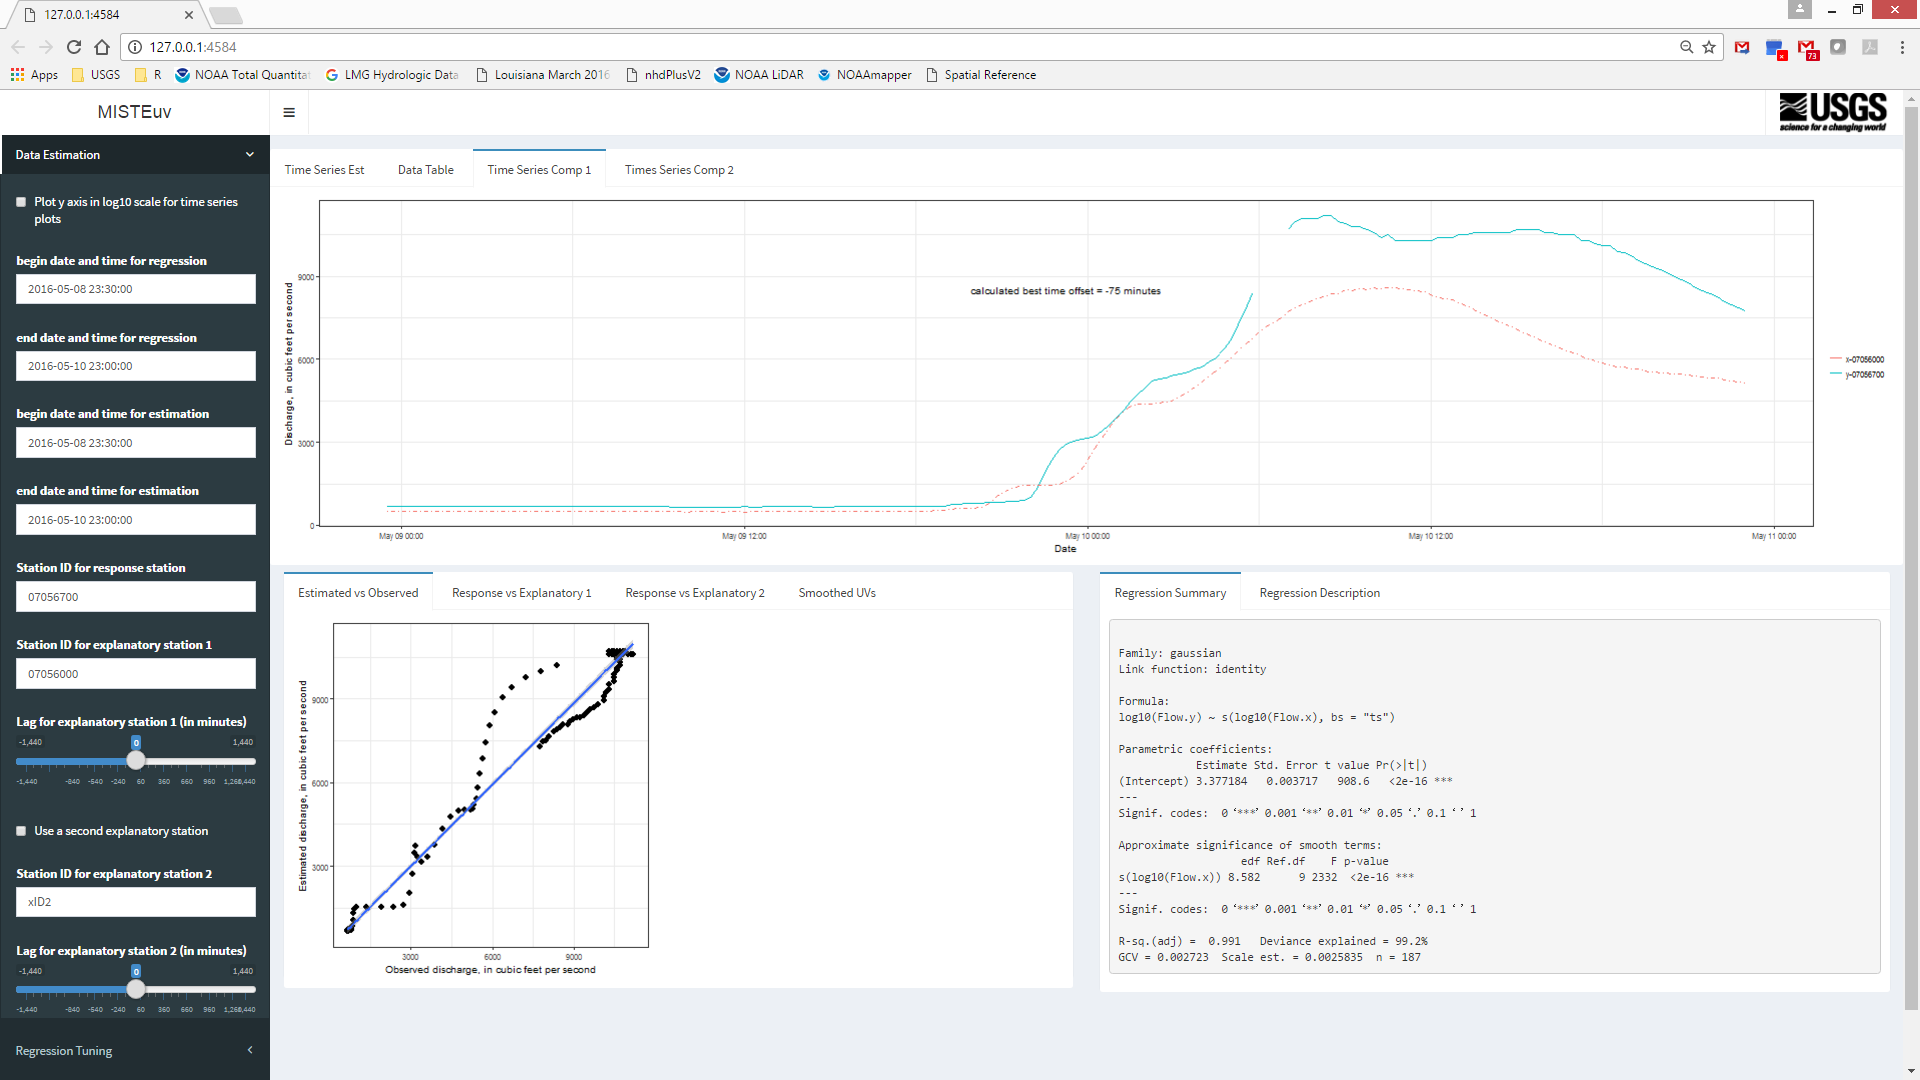 127.0.0.1:4584
127.0.0.1:4584
Apps USGS R NOAA Total Quantita LMG Hydrologic Data Louisiana March 2016 nhdPlusV2 NOAA LiDAR NOAAmapper Spatial Reference
73
MISTEuv
USGS
science for a changing world
Data Estimation
Plot y axis in log10 scale for time series
plots
begin date and time for regression
2016-05-08 23:30:00
end date and time for regression
2016-05-10 23:00:00
begin date and time for estimation
2016-05-08 23:30:00
end date and time for estimation
2016-05-10 23:00:00
Station ID for response station
07056700
Station ID for explanatory station 1
07056000
Lag for explanatory station 1 (in minutes)
-1,440 0 1,440
-1,440 -840 -540 -240 60 360 660 960 1,260 1,440
Use a second explanatory station
Station ID for explanatory station 2
xID2
Lag for explanatory station 2 (in minutes)
-1,440 0 1,440
-1,440 -840 -540 -240 60 360 660 960 1,260 1,440
Regression Tuning
Time Series Est Data Table Time Series Comp 1 Times Series Comp 2
Discharge, in cubic feet per second
9000
6000
3000
0
calculated best time offset = -75 minutes
x-07056000
y-07056700
May 09 00:00 May 09 12:00 May 10 00:00 May 10 12:00 May 11 00:00
Date
Estimated vs Observed Response vs Explanatory 1 Response vs Explanatory 2 Smoothed UVs
Estimated discharge, in cubic feet per second
9000
6000
3000
3000 6000 9000
Observed discharge, in cubic feet per second
Regression Summary Regression Description
Family: gaussian
Link function: identity
Formula:
log10(Flow.y) ~ s(log10(Flow.x), bs = "ts")
Parametric coefficients:
Estimate Std. Error t value Pr(>|t|)
(Intercept) 3.377184 0.003717 908.6 <2e-16 ***
---
Signif. codes: 0 ‘***’ 0.001 ‘**’ 0.01 ‘*’ 0.05 ‘.’ 0.1 ‘ ’ 1
Approximate significance of smooth terms:
edf Ref.df F p-value
s(log10(Flow.x)) 8.582 9 2332 <2e-16 ***
---
Signif. codes: 0 ‘***’ 0.001 ‘**’ 0.01 ‘*’ 0.05 ‘.’ 0.1 ‘ ’ 1
R-sq.(adj) = 0.991 Deviance explained = 99.2%
GCV = 0.002723 Scale est. = 0.0025835 n = 187